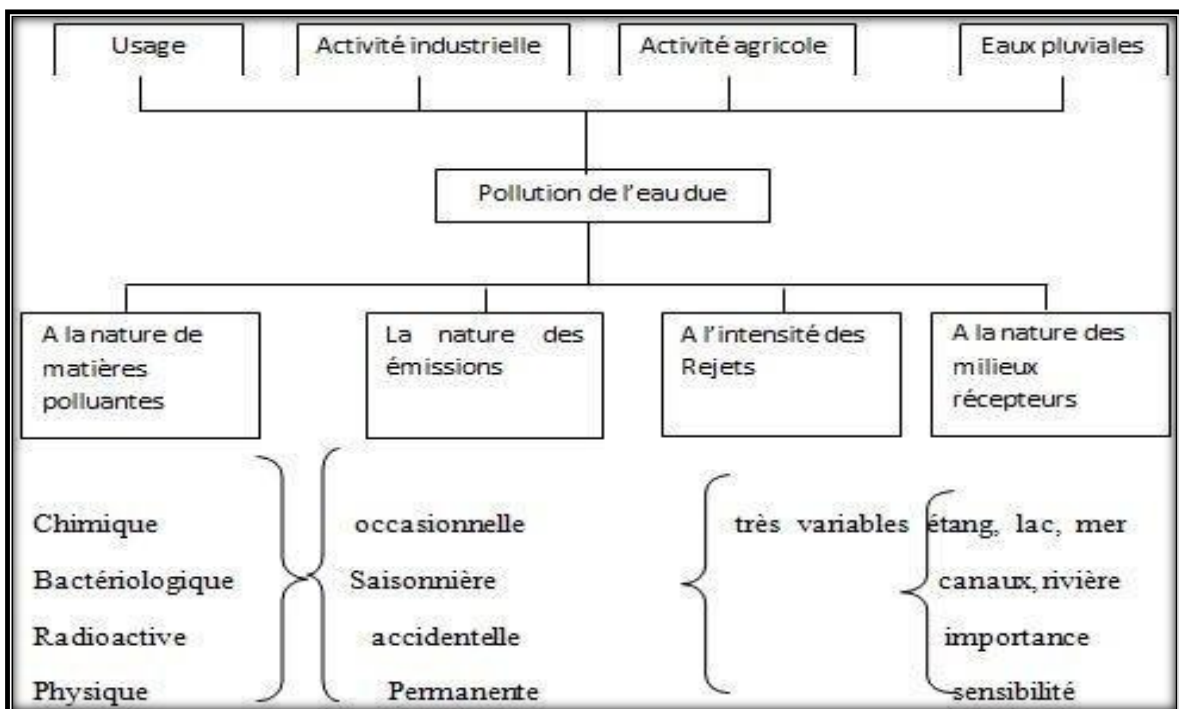 Usage
Activité industrielle
Activité agricole
Eaux pluviales
Pollution de l'eau due
A la nature de
matières
polluantes
La nature des
émissions
A l'intensité des
Rejets
A la nature des
milieux
récepteurs
Chimique
Bactériologique
Radioactive
Physique
occasionnelle
Saisonnière
accidentelle
Permanente
très variables
étang, lac, mer
canaux, rivière
importance
sensibilité